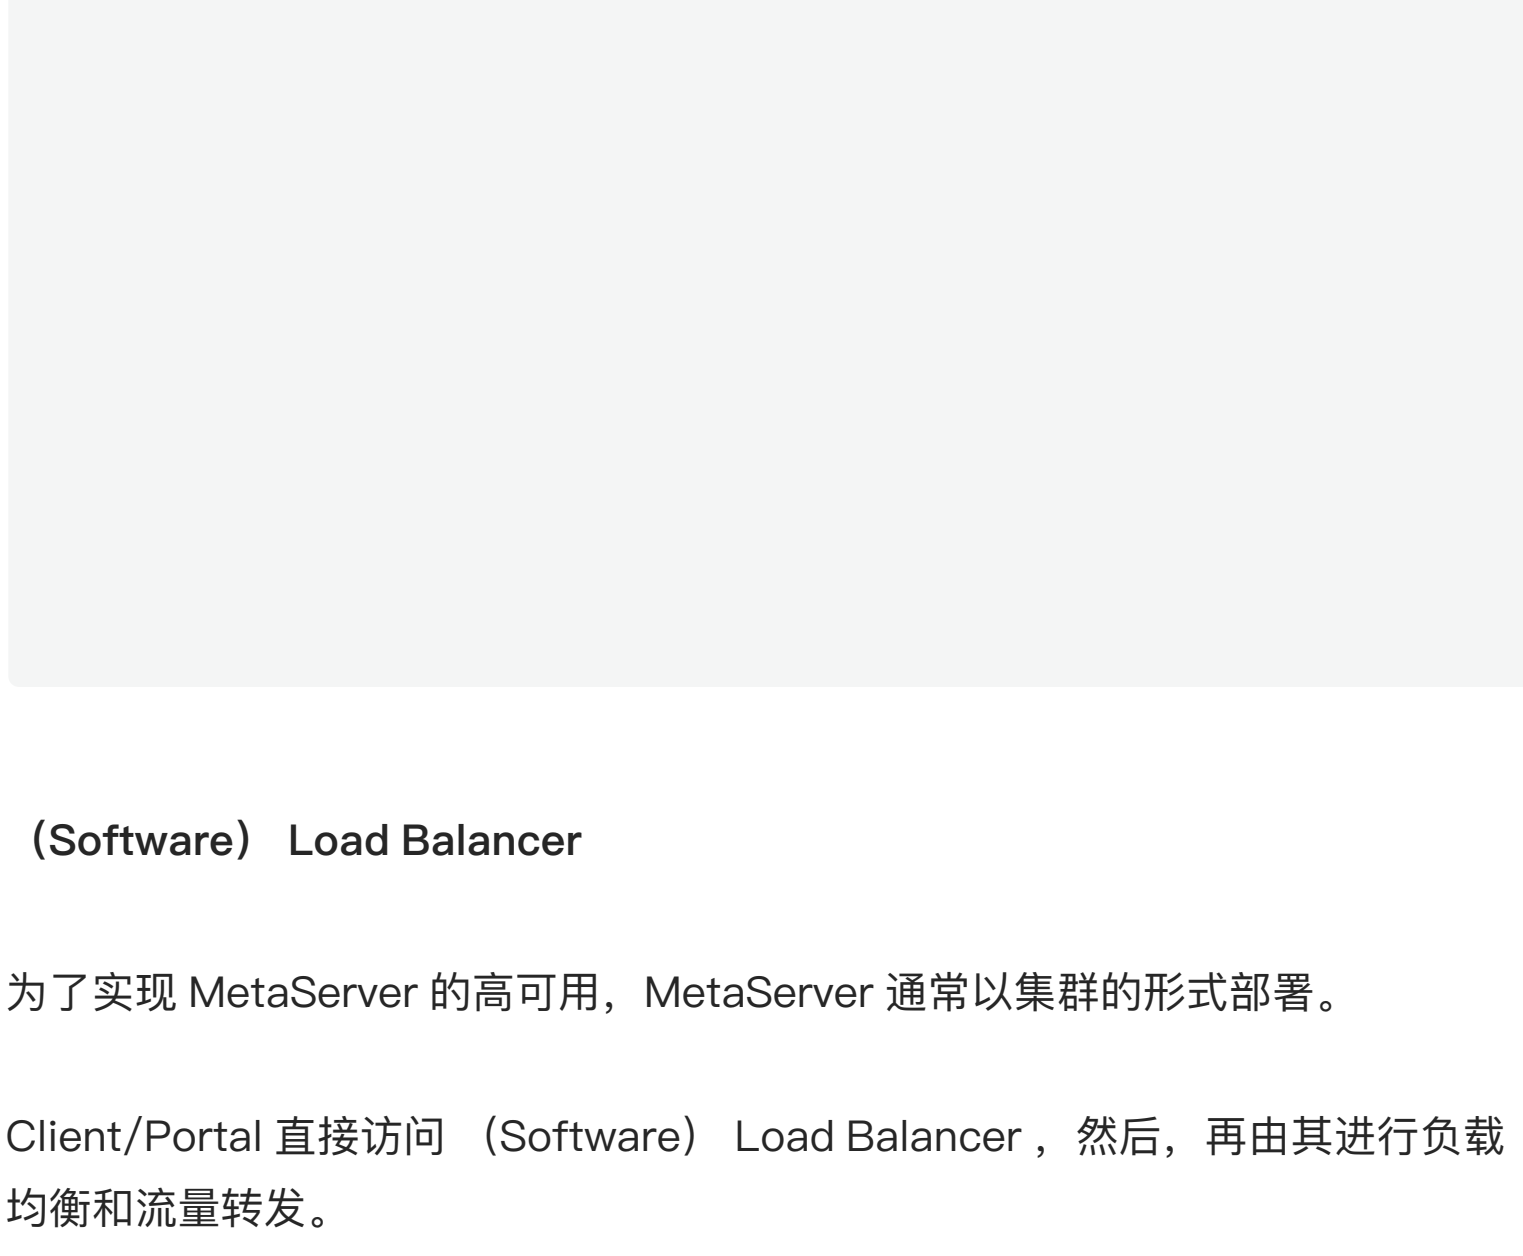 （Software） Load Balancer
为了实现 MetaServer 的高可用，MetaServer 通常以集群的形式部署。
Client/Portal 直接访问 （Software） Load Balancer ，然后，再由其进行负载
均衡和流量转发。